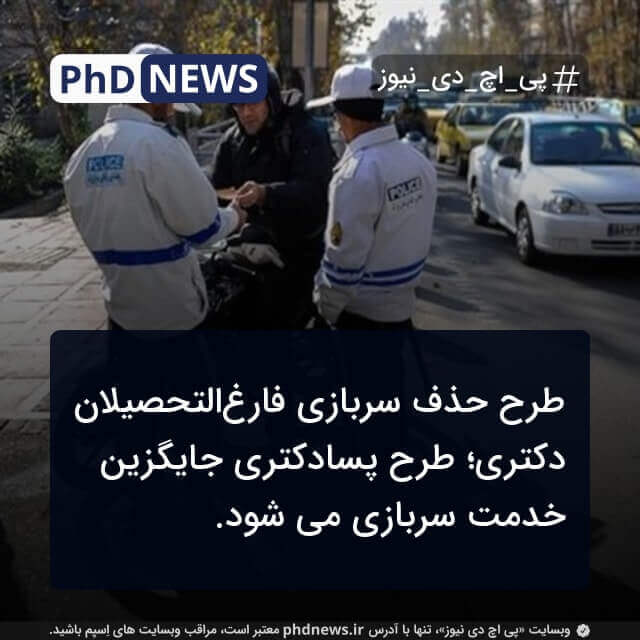 PhD NEWS
#پی_اچ_دی_نیوز
POLICE
POLICE
طرح حذف سربازی فارغ‌التحصیلان
دکتری؛ طرح پسادکتری جایگزین
خدمت سربازی می شود.
وبسایت «پی اچ دی نیوز»، تنها با آدرس phdnews.ir معتبر است، مراقب وبسایت های اِسپم باشید.